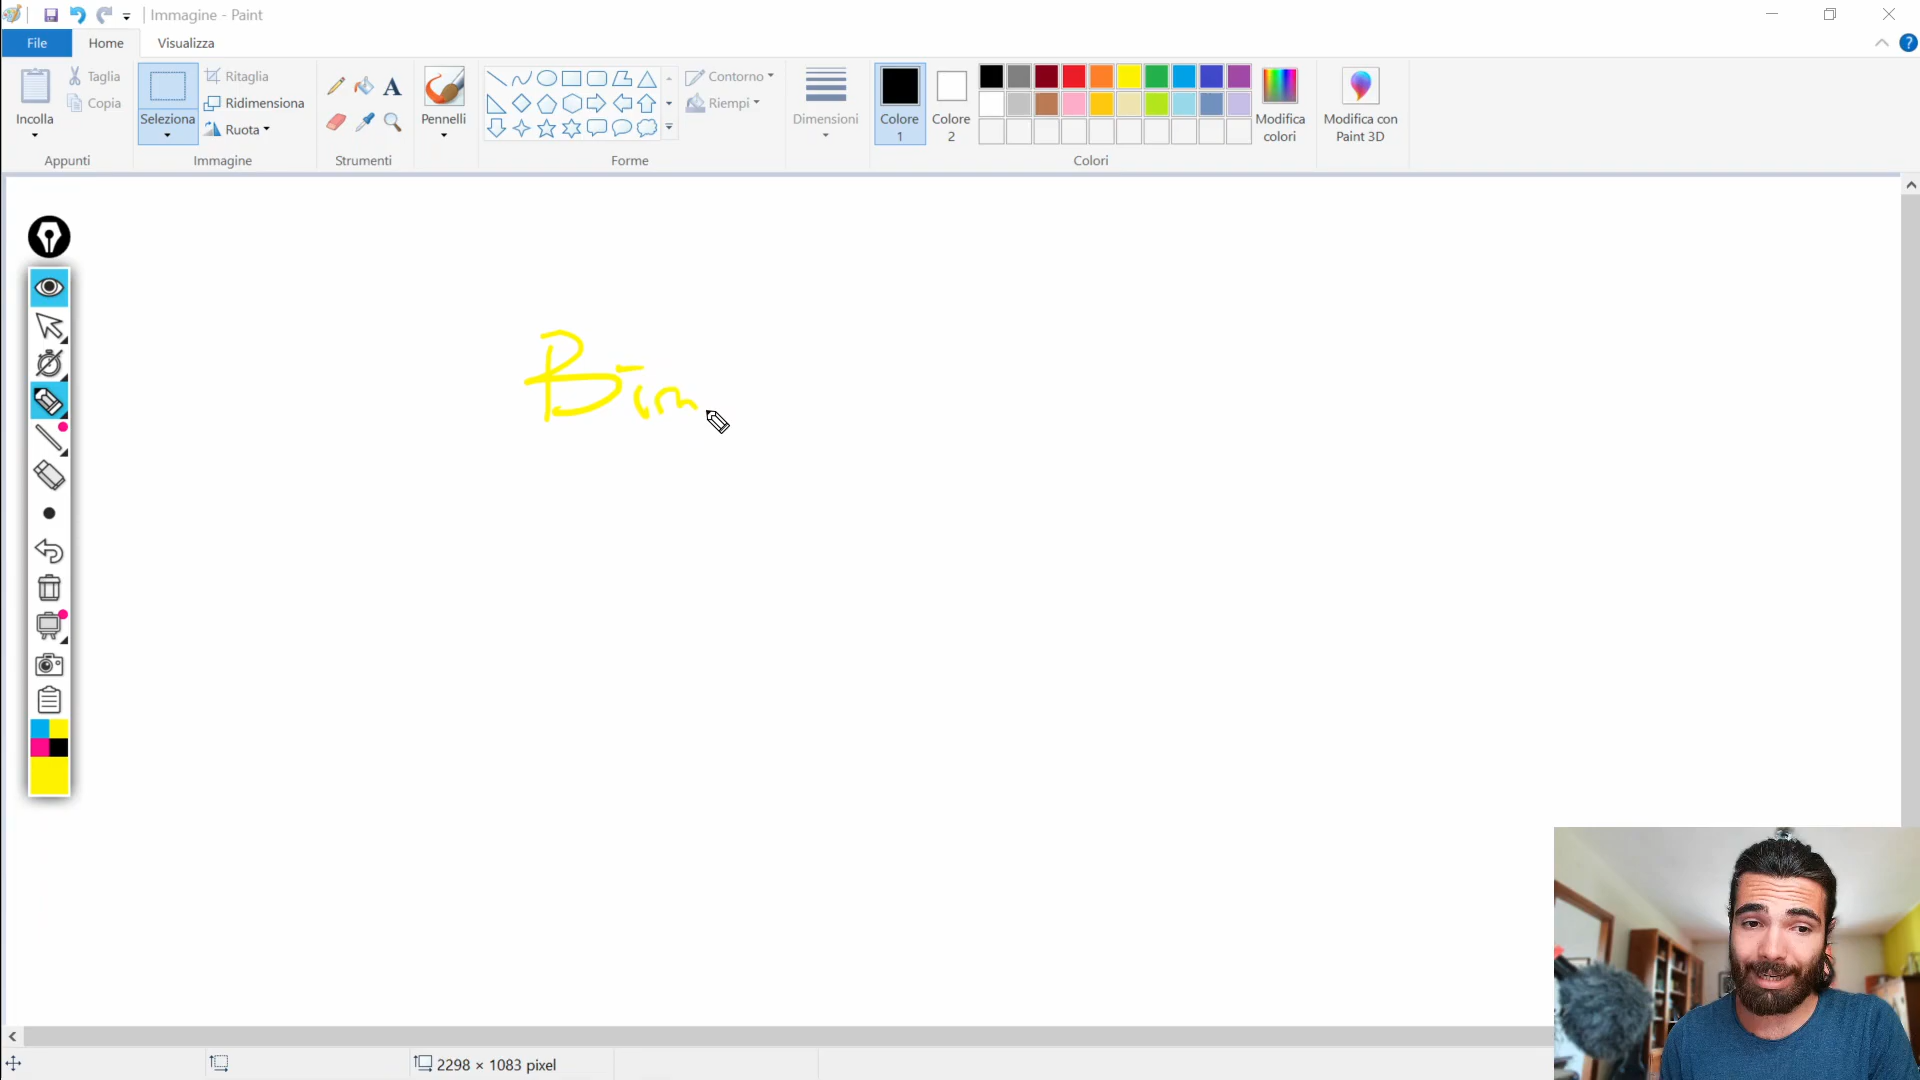 Immagine - Paint
File Home Visualizza
Incolla
Taglia
Copia
Appunti
Seleziona
Ritaglia
Ridimensiona
Ruota
Immagine
A
Strumenti
Pennelli
Forme
Contorno
Riempi
Dimensioni
Colore
1
Colore
2
Colori
Modifica
colori
Modifica con
Paint 3D
Bin
2298 × 1083 pixel